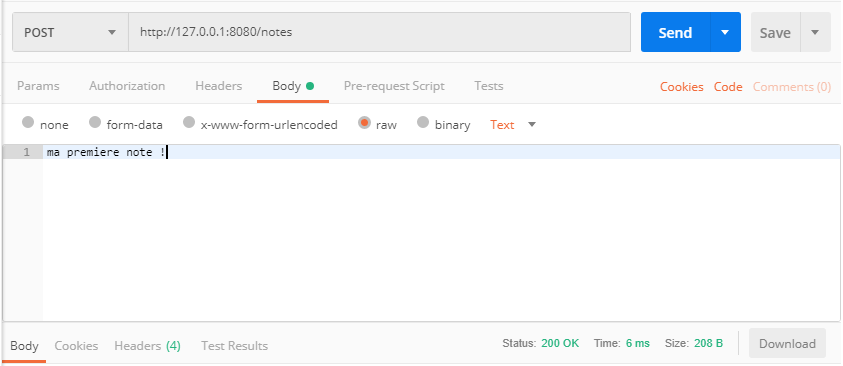 POST http://127.0.0.1:8080/notes Send Save
Params Authorization Headers Body Pre-request Script Tests Cookies Code Comments (0)
none form-data x-www-form-urlencoded raw binary Text
1 ma premiere note !
Body Cookies Headers (4) Test Results Status: 200 OK Time: 6 ms Size: 208 B Download